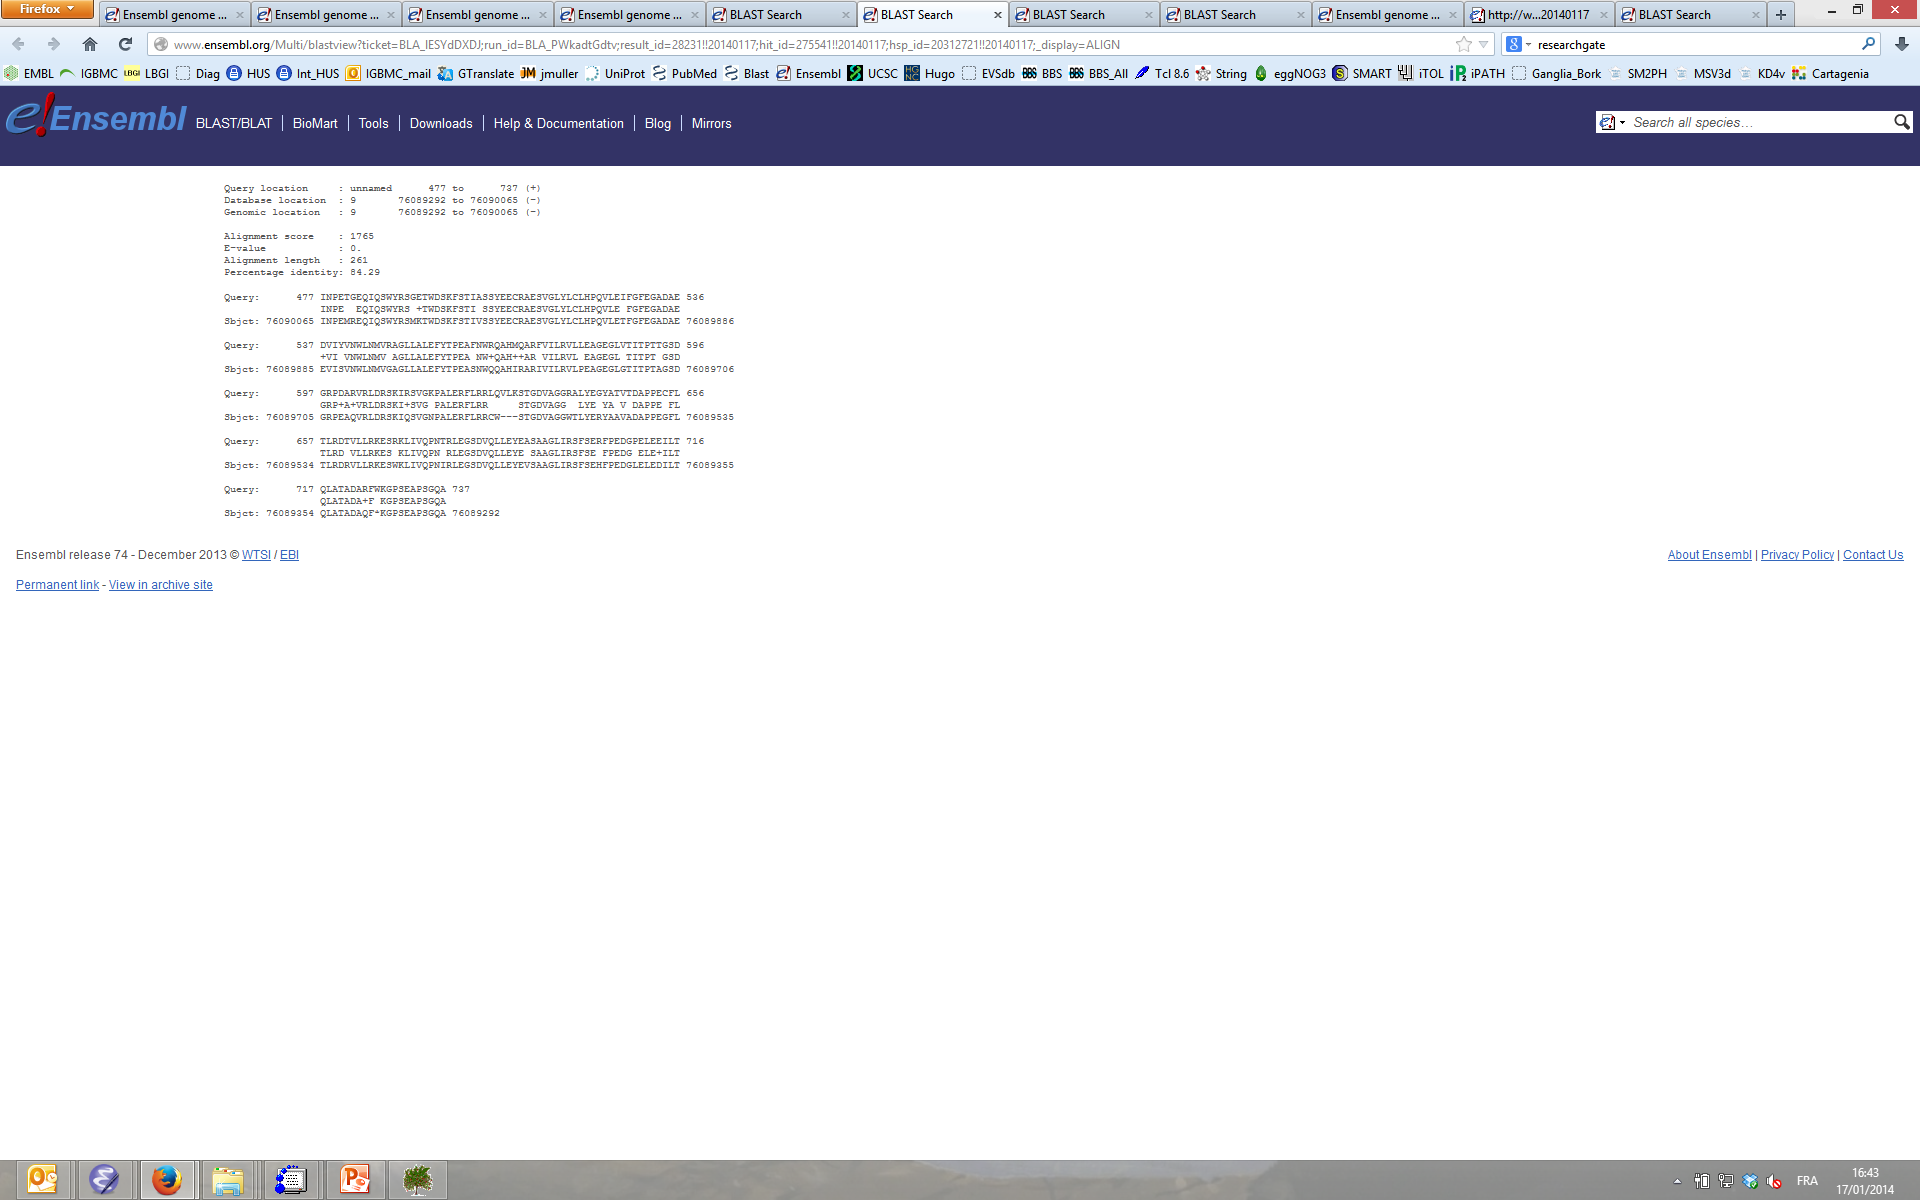 Firefox
Ensembl genome ...
Ensembl genome ...
Ensembl genome ...
Ensembl genome ...
BLAST Search
BLAST Search
BLAST Search
BLAST Search
Ensembl genome ...
http://w...20140117
BLAST Search
www.ensembl.org/Multi/blastview?ticket=BLA_IESYdDXDJ;run_id=BLA_PWkadtGdtv;result_id=28231!!20140117;hit_id=275541!!20140117;hsp_id=20312721!!20140117;_display=ALIGN
researchgate
EMBL IGBMC LBGI Diag HUS Int_HUS IGBMC_mail GTranslate jmuller UniProt PubMed Blast Ensembl UCSC Hugo EVSdb BBS BBS_All Tcl 8.6 String eggNOG3 SMART iTOL iPATH Ganglia_Bork SM2PH MSV3d KD4v Cartagenia
e!Ensembl BLAST/BLAT | BioMart | Tools | Downloads | Help & Documentation | Blog | Mirrors
Search all species...
Query location : unnamed 477 to 737 (+)
Database location : 9 76089292 to 76090065 (-)
Genomic location : 9 76089292 to 76090065 (-)
Alignment score : 1765
E-value : 0.
Alignment length : 261
Percentage identity: 84.29
Query: 477 INPETGEQIQSWYRSGETWDSKFSTIASSYEECRAESVGLYLCLHPQVLEIFGFEGADAE 536
INPE  EQIQSWYRS +TWDSKFSTI SSYEECRAESVGLYLCLHPQVLE FGFEGADAE
Sbjct: 76090065 INPEMREQIQSWYRSMKTWDSKFSTIVSSYEECRAESVGLYLCLHPQVLETFGFEGADAE 76089886
Query: 537 DVIYVNWLNMVRAGLLALEFYTPEAFNWRQAHMQARFVILRVLLEAGEGLVTITPTTGSD 596
+VI VNWLNMV AGLLALEFYTPEA NW+QAH++AR VILRVL EAGEGL TITPT GSD
Sbjct: 76089885 EVISVNWLNMVGAGLLALEFYTPEASNWQQAHIRARIVILRVLPEAGEGLGTITPTAGSD 76089706
Query: 597 GRPDARVRLDRSKIRSVGKPALERFLRRLQVLKSTGDVAGGRALYEGYATVTDAPPECFL 656
GRP+A+VRLDRSKI+SVG PALERFLRR     STGDVAGG  LYE YA V DAPPE FL
Sbjct: 76089705 GRPEAQVRLDRSKIQSVGNPALERFLRRCW---STGDVAGGWTLYERYAAVADAPPEGFL 76089535
Query: 657 TLRDTVLLRKESRKLIVQPNTRLEGSDVQLLEYEASAAGLIRSFSERFPEDGPELEEILT 716
TLRD VLLRKES KLIVQPN RLEGSDVQLLEYE SAAGLIRSFSE FPEDG ELE+ILT
Sbjct: 76089534 TLRDRVLLRKESWKLIVQPNIRLEGSDVQLLEYEVSAAGLIRSFSEHFPEDGLELEDILT 76089355
Query: 717 QLATADARFWKGPSEAPSGQA 737
QLATADA+F KGPSEAPSGQA
Sbjct: 76089354 QLATADAQF*KGPSEAPSGQA 76089292
Ensembl release 74 - December 2013 © WTSI / EBI
About Ensembl | Privacy Policy | Contact Us
Permanent link - View in archive site
FRA
16:43
17/01/2014